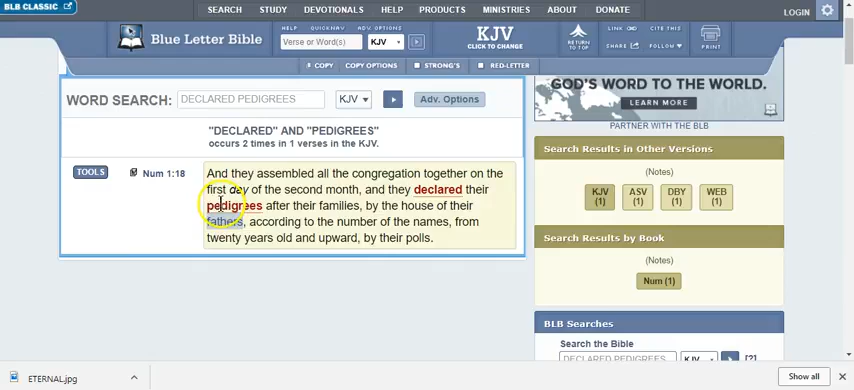 BLB CLASSIC
SEARCH STUDY DEVOTIONALS HELP PRODUCTS MINISTRIES ABOUT DONATE
LOGIN
Blue Letter Bible
HELP QUICKNAV ADV. OPTIONS
Verse or Word(s) KJV
KJV
CLICK TO CHANGE
RETURN TO TOP
LINK CITE THIS
SHARE FOLLOW
PRINT
COPY COPY OPTIONS STRONG'S RED-LETTER
WORD SEARCH: DECLARED PEDIGREES KJV Adv. Options
"DECLARED" AND "PEDIGREES"
occurs 2 times in 1 verses in the KJV.
TOOLS Num 1:18
And they assembled all the congregation together on the
first day of the second month, and they declared their
pedigrees after their families, by the house of their
fathers, according to the number of the names, from
twenty years old and upward, by their polls.
GOD'S WORD TO THE WORLD.
LEARN MORE
PARTNER WITH THE BLB
Search Results in Other Versions
(Notes)
KJV (1) ASV (1) DBY (1) WEB (1)
Search Results by Book
(Notes)
Num (1)
BLB Searches
Search the Bible
DECLARED PEDIGREES KJV [?]
ETERNAL.jpg
Show all